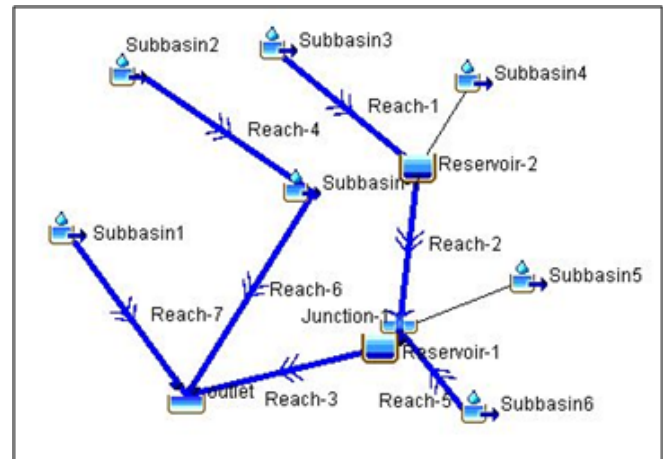 Subbasin3
Subbasin2
Subbasin4
Reach-1
Reach-4
Reservoir-2
Subbasin-
Subbasin1
Reach-2
Subbasin5
Reach-6
Reach-7
Junction-1
Reservoir-1
outlet
Reach-3
Reach-5
Subbasin6